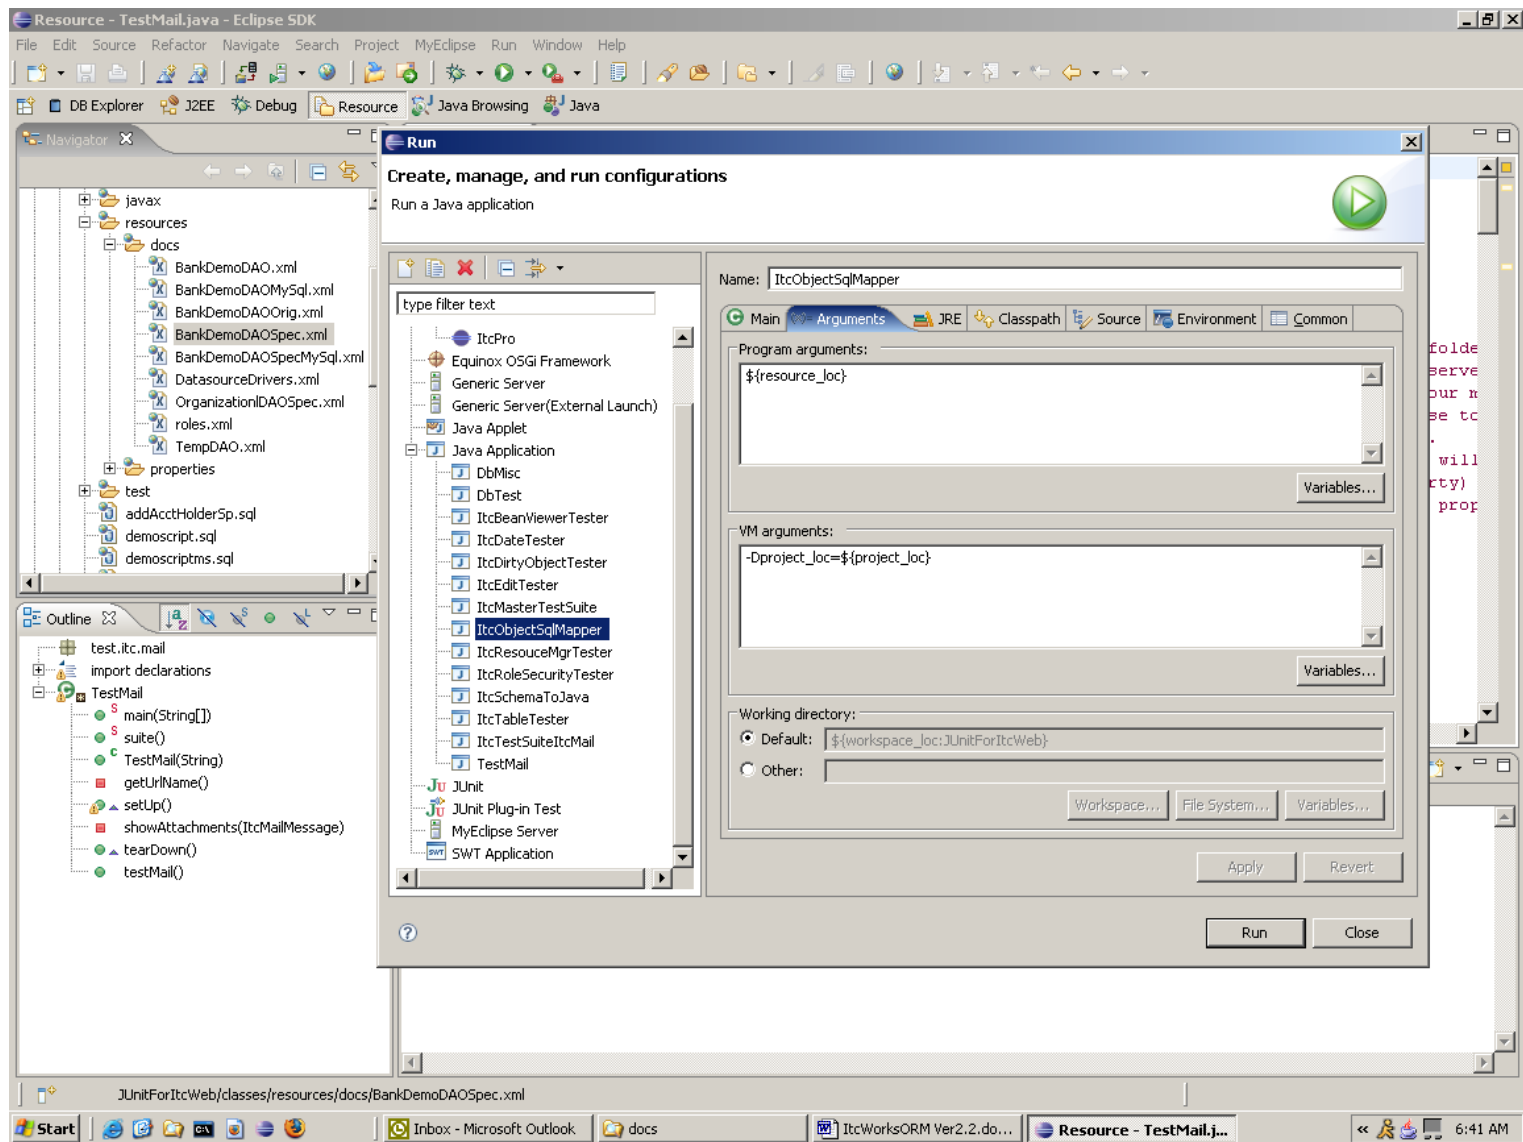 Resource - TestMail.java - Eclipse SDK
File Edit Source Refactor Navigate Search Project MyEclipse Run Window Help
DB Explorer J2EE Debug Resource Java Browsing Java
Navigator
javax
resources
docs
BankDemoDAO.xml
BankDemoDAOMySql.xml
BankDemoDAOOrig.xml
BankDemoDAOSpec.xml
BankDemoDAOSpecMySql.xml
DatasourceDrivers.xml
OrganizationIDAOSpec.xml
roles.xml
TempDAO.xml
properties
test
addAcctHolderSp.sql
demoscript.sql
demoscriptms.sql
Outline
test.itc.mail
import declarations
TestMail
main(String[])
suite()
TestMail(String)
getUrlName()
setUp()
showAttachments(ItcMailMessage)
tearDown()
testMail()
Run
Create, manage, and run configurations
Run a Java application
type filter text
ItcPro
Equinox OSGi Framework
Generic Server
Generic Server(External Launch)
Java Applet
Java Application
DbMisc
DbTest
ItcBeanViewerTester
ItcDateTester
ItcDirtyObjectTester
ItcEditTester
ItcMasterTestSuite
ItcObjectSqlMapper
ItcResouceMgrTester
ItcRoleSecurityTester
ItcSchemaToJava
ItcTableTester
ItcTestSuiteItcMail
TestMail
JUnit
JUnit Plug-in Test
MyEclipse Server
SWT Application
Name: ItcObjectSqlMapper
Main Arguments JRE Classpath Source Environment Common
Program arguments:
${resource_loc}
Variables...
VM arguments:
-Dproject_loc=${project_loc}
Variables...
Working directory:
Default: ${workspace_loc:JUnitForItcWeb}
Other:
Workspace... File System... Variables...
Apply Revert
Run Close
folde
serve
our m
se to
.
will
rty)
prop
JUnitForItcWeb/classes/resources/docs/BankDemoDAOSpec.xml
Start Inbox - Microsoft Outlook docs ItcWorksORM Ver2.2.do... Resource - TestMail.j... 6:41 AM